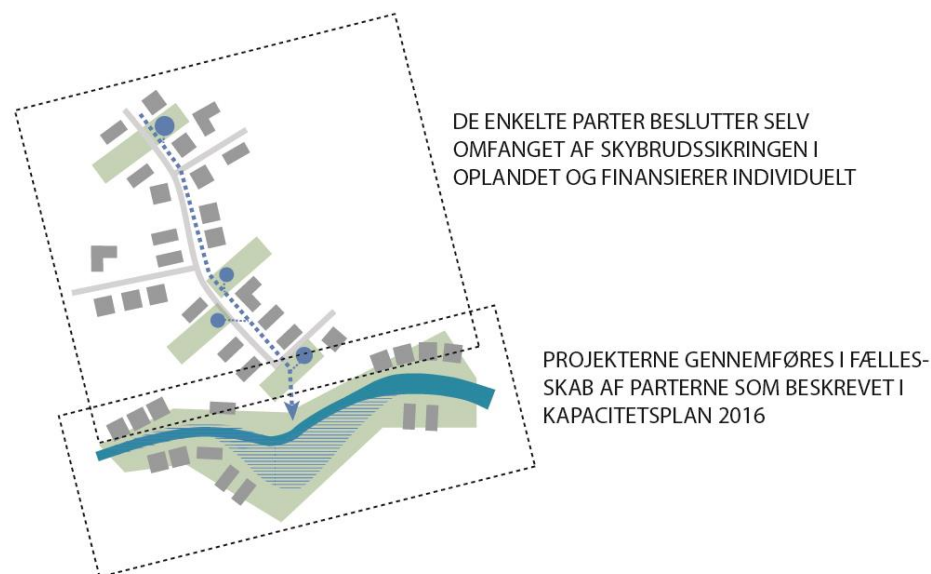 DE ENKELTE PARTER BESLUTTER SELV
OMFANGET AF SKYBRUDSSIKRINGEN I
OPLANDET OG FINANSIERER INDIVIDUELT
PROJEKTERNE GENNEMFØRES I FÆLLES-
SKAB AF PARTERNE SOM BESKREVET I
KAPACITETSPLAN 2016